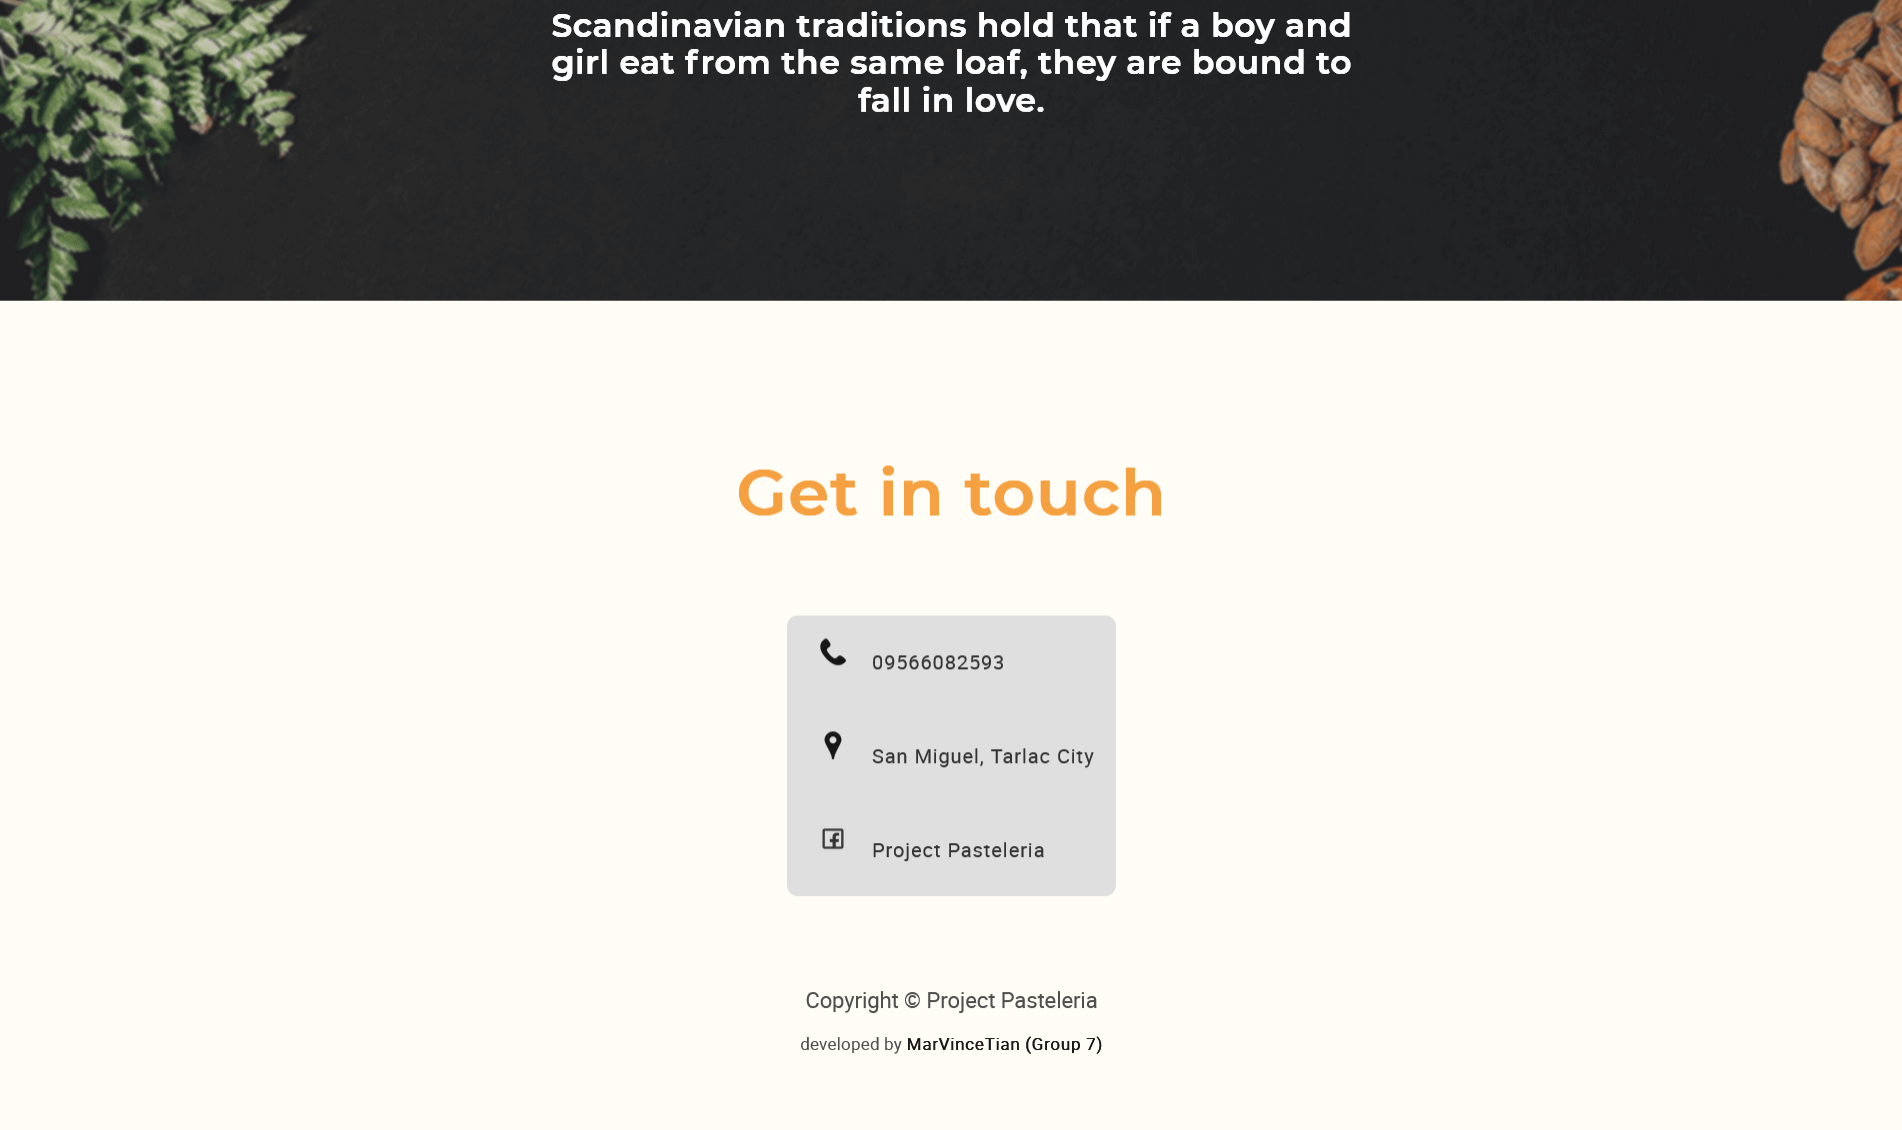 Scandinavian traditions hold that if a boy and
girl eat from the same loaf, they are bound to
fall in love.
Get in touch
09566082593
San Miguel, Tarlac City
Project Pasteleria
Copyright © Project Pasteleria
developed by MarVinceTian (Group 7)